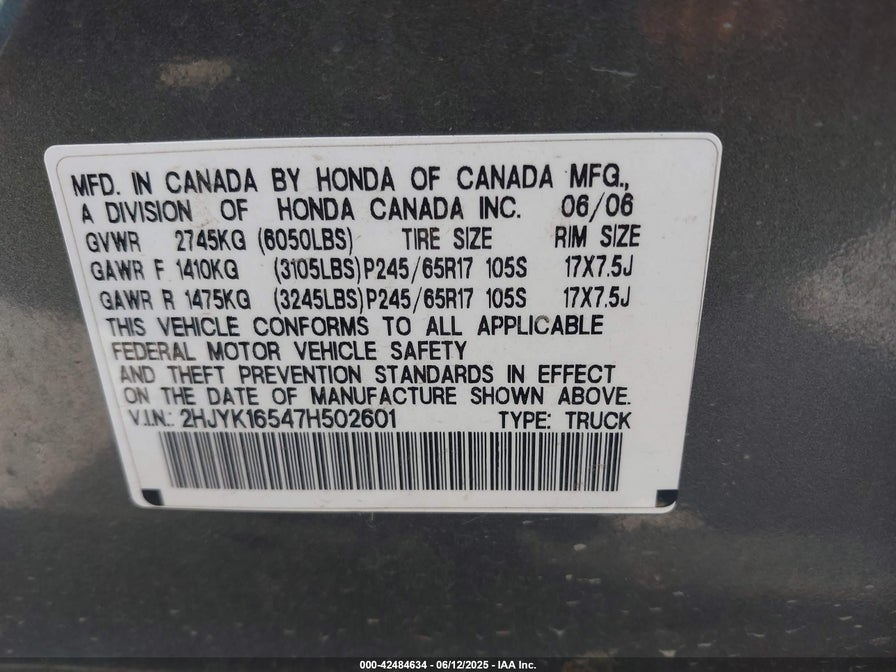 MFD. IN CANADA BY HONDA OF CANADA MFG.,
A DIVISION OF HONDA CANADA INC. 06/06
GVWR 2745KG (6050LBS) TIRE SIZE RIM SIZE
GAWR F 1410KG (3105LBS) P245/65R17 105S 17X7.5J
GAWR R 1475KG (3245LBS) P245/65R17 105S 17X7.5J
THIS VEHICLE CONFORMS TO ALL APPLICABLE
FEDERAL MOTOR VEHICLE SAFETY
AND THEFT PREVENTION STANDARDS IN EFFECT
ON THE DATE OF MANUFACTURE SHOWN ABOVE.
V.I.N.: 2HJYK16547H502601 TYPE: TRUCK
000-42484634 - 06/12/2025 - IAA Inc.